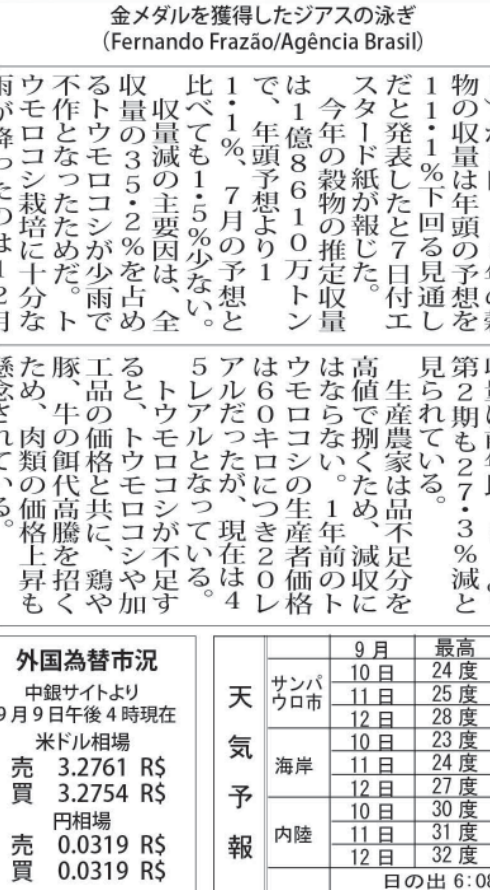 金メダルを獲得したジアスの泳ぎ
(Fernando Frazão/Agência Brasil)
物の収量は年頭の予想を
11・1%下回る見通し
だと発表したと7日付エ
スタード紙が報じた。
今年の穀物の推定収量
は1億8610万トン
で、年頭予想より1
1・1%、7月の予想と
比べても1・5%少ない。
収量減の主要因は、全
収量の35・2%を占め
るトウモロコシが少雨で
不作となったためだ。ト
ウモロコシ栽培に十分な
雨が降ったのは12月
第2期も27・3%減と
見られている。
生産農家は品不足分を
高値で捌くため、減収に
はならない。1年前のト
ウモロコシの生産者価格
は60キロにつき20レ
アルだったが、現在は4
5レアルとなっている。
トウモロコシが不足す
ると、トウモロコシや加
工品の価格と共に、鶏や
豚、牛の餌代高騰を招く
ため、肉類の価格上昇も
懸念されている。
外国為替市況
中銀サイトより
9月9日午後4時現在
米ドル相場
売 3.2761 R$
買 3.2754 R$
円相場
売 0.0319 R$
買 0.0319 R$
天気予報
9月 最高
サンパウロ市
10日 24度
11日 25度
12日 28度
海岸
10日 23度
11日 24度
12日 27度
内陸
10日 30度
11日 31度
12日 32度
日の出 6:08